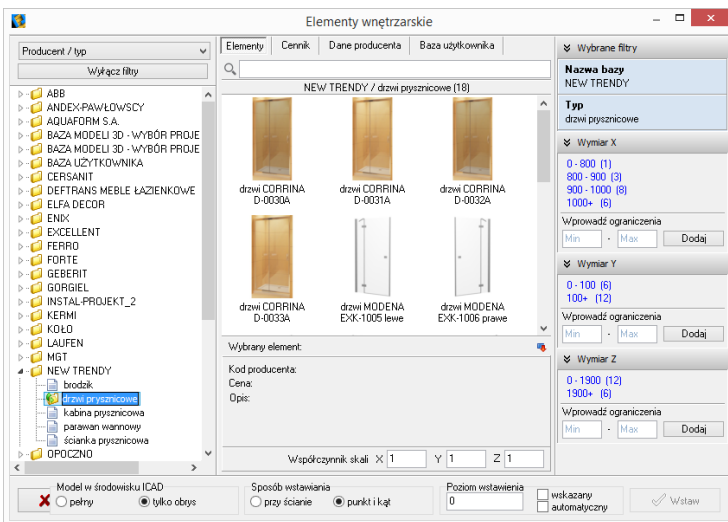 Elementy wnętrzarskie
Producent / typ
Wyłącz filtry
ABB
ANDEX-PAWŁOWSCY
AQUAFORM S.A.
BAZA MODELI 3D - WYBÓR PROJE
BAZA MODELI 3D - WYBÓR PROJE
BAZA UŻYTKOWNIKA
CERSANIT
DEFTRANS MEBLE ŁAZIENKOWE
ELFA DECOR
ENIX
EXCELLENT
FERRO
FORTE
GEBERIT
GORGIEL
INSTAL-PROJEKT_2
KERMI
KOŁO
LAUFEN
MGT
NEW TRENDY
brodzik
drzwi prysznicowe
kabina prysznicowa
parawan wannowy
ścianka prysznicowa
OPOCZNO
Elementy Cennik Dane producenta Baza użytkownika
NEW TRENDY / drzwi prysznicowe (18)
drzwi CORRINA D-0030A
drzwi CORRINA D-0031A
drzwi CORRINA D-0032A
drzwi CORRINA D-0033A
drzwi MODENA EXK-1005 lewe
drzwi MODENA EXK-1006 prawe
Wybrany element:
Kod producenta:
Cena:
Opis:
Współczynnik skali X 1 Y 1 Z 1
Wybrane filtry
Nazwa bazy
NEW TRENDY
Typ
drzwi prysznicowe
Wymiar X
0 - 800 (1)
800 - 900 (3)
900 - 1000 (8)
1000+ (6)
Wprowadź ograniczenia
Min - Max Dodaj
Wymiar Y
0 - 100 (6)
100+ (12)
Wprowadź ograniczenia
Min - Max Dodaj
Wymiar Z
0 - 1900 (12)
1900+ (6)
Wprowadź ograniczenia
Min - Max Dodaj
Model w środowisku ICAD
pełny tylko obrys
Sposób wstawiania
przy ścianie punkt i kąt
Poziom wstawienia
0
wskazany
automatyczny
Wstaw